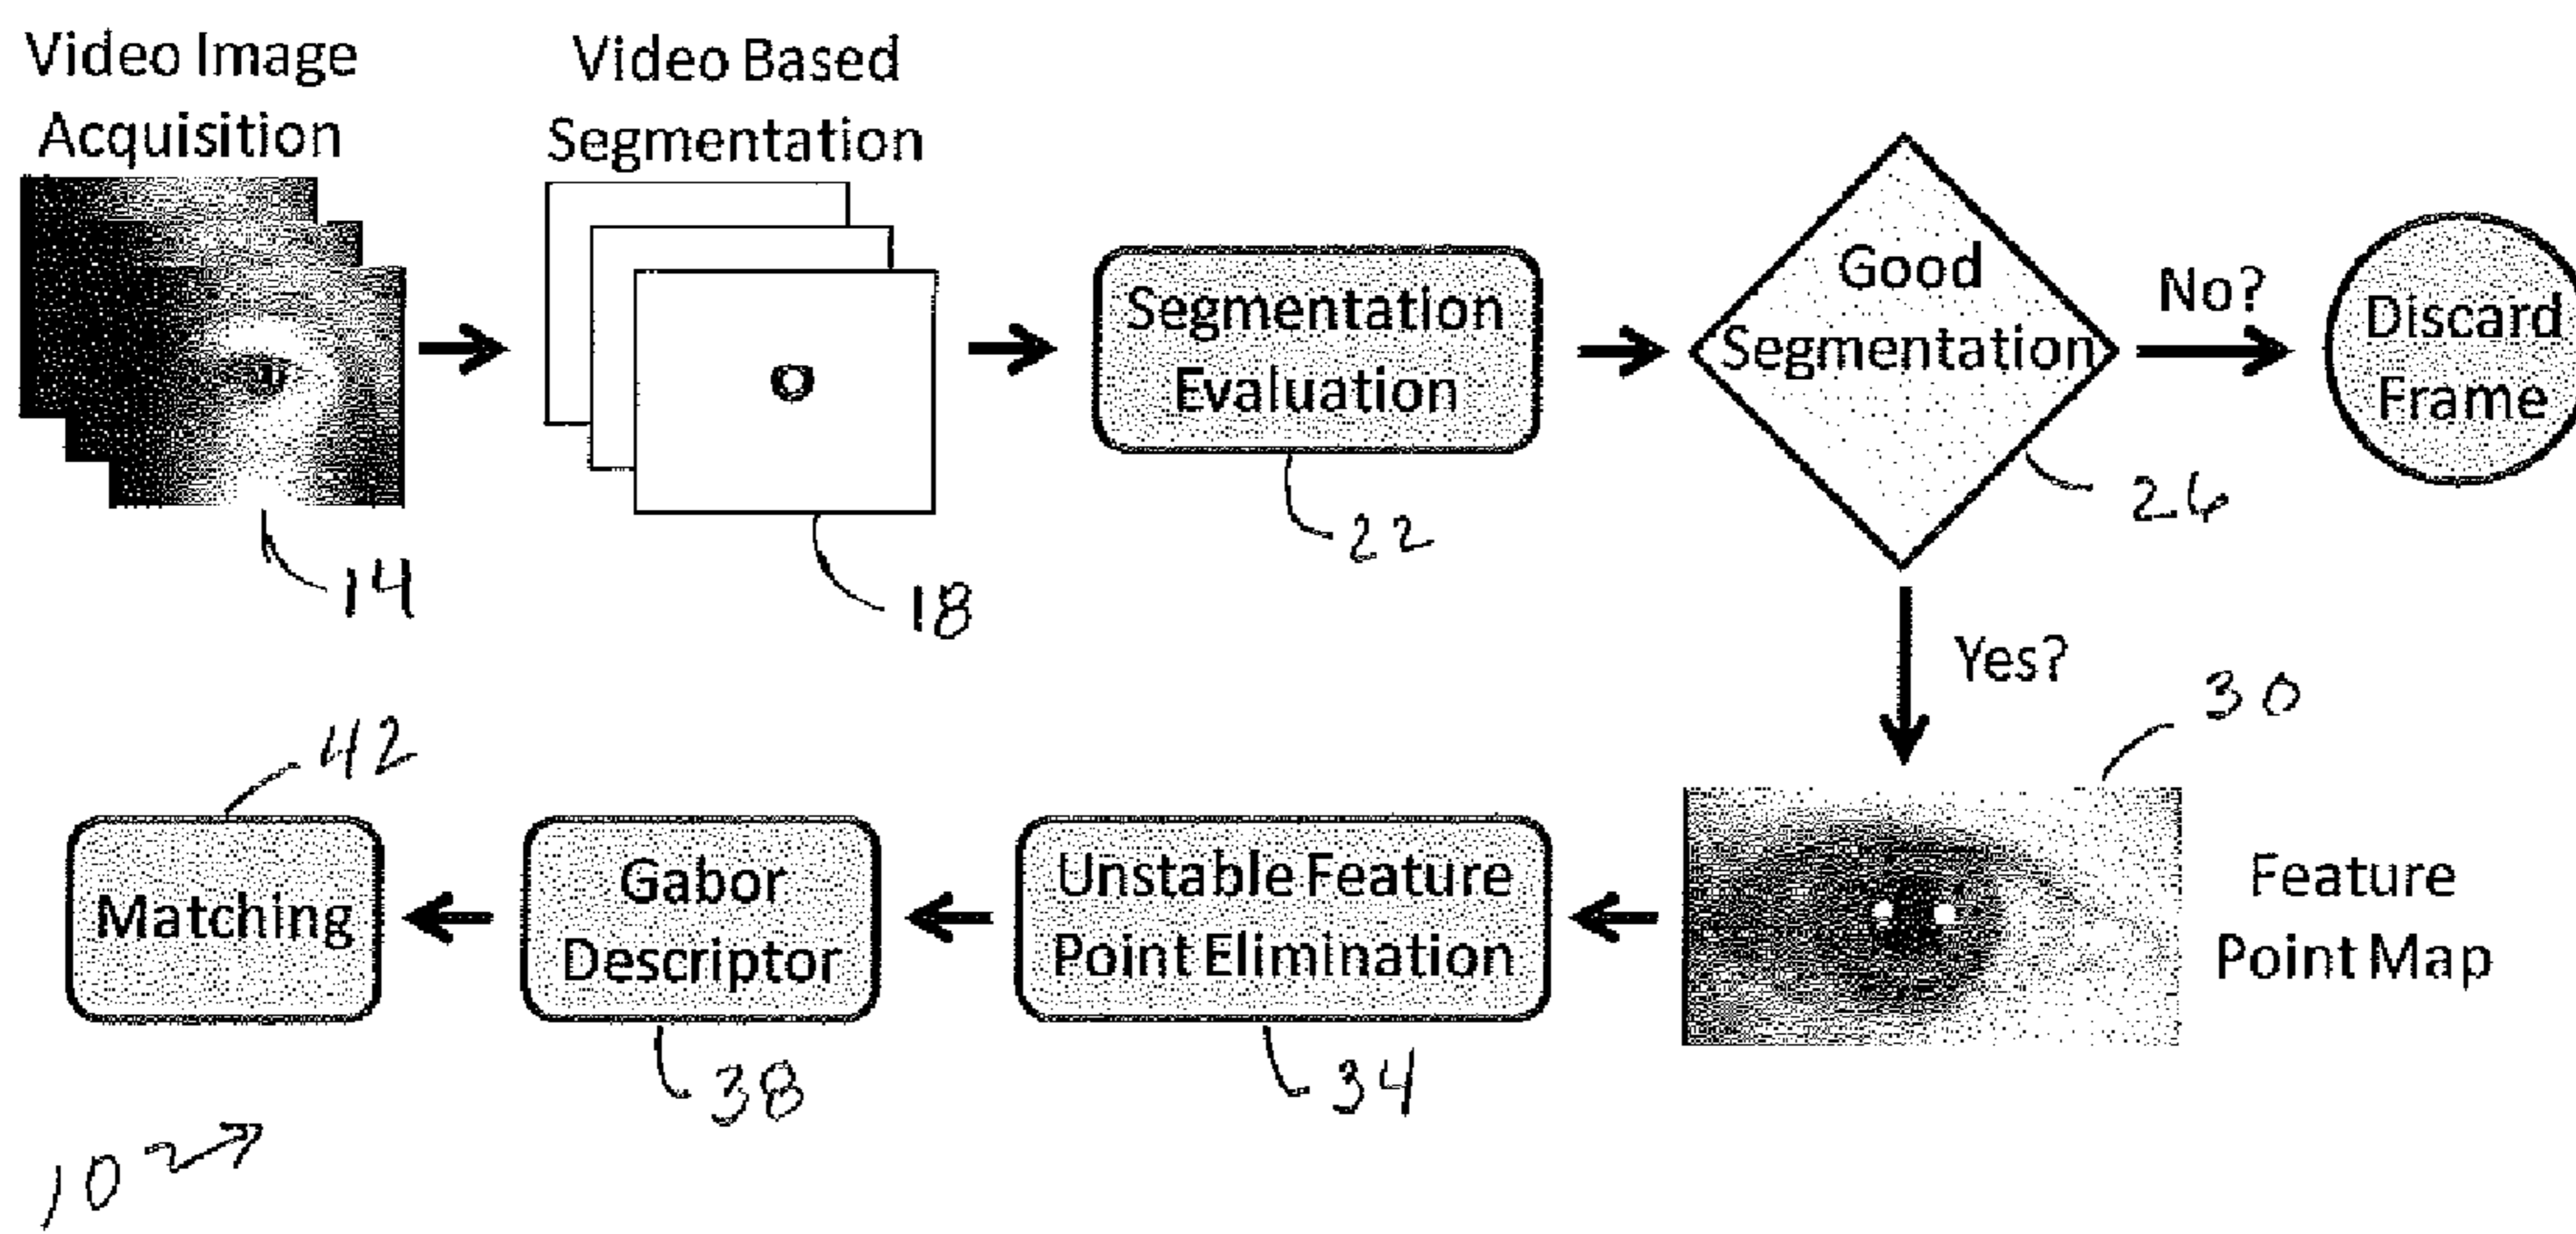 Video Image
Acquisition
14
Video Based
Segmentation
18
Segmentation
Evaluation
22
Good
Segmentation
26
No?
Discard
Frame
Yes?
30
Feature
Point Map
Unstable Feature
Point Elimination
34
Gabor
Descriptor
38
Matching
42
10